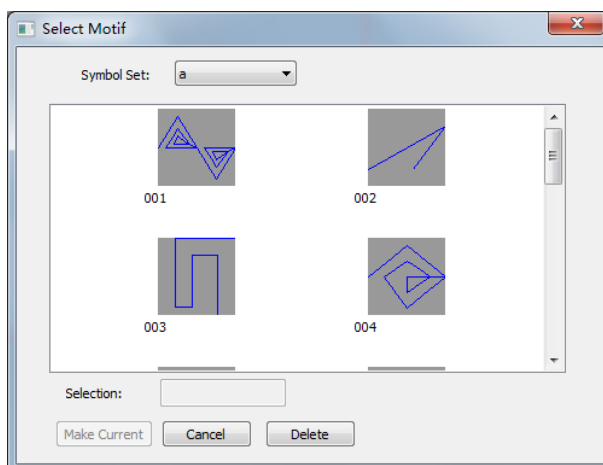 Select Motif
Symbol Set: a
001 002
003 004
Selection:
Make Current Cancel Delete